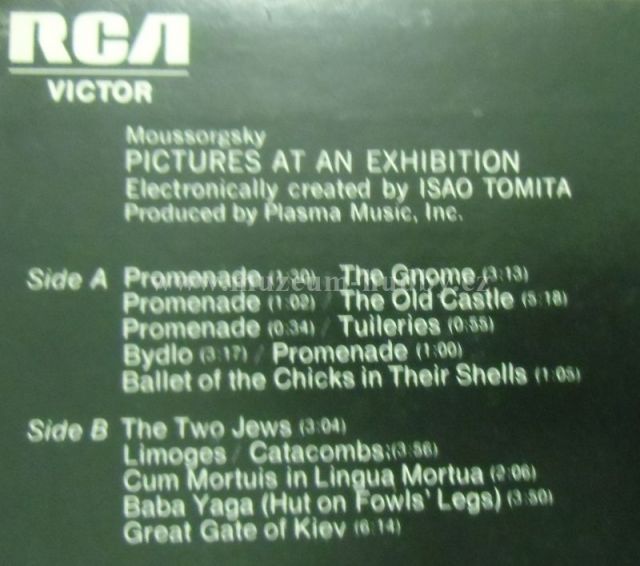 RCA
VICTOR
Moussorgsky
PICTURES AT AN EXHIBITION
Electronically created by ISAO TOMITA
Produced by Plasma Music, Inc.
Side A Promenade (1:30) / The Gnome (3:13)
Promenade (1:02) / The Old Castle (5:18)
Promenade (0:34) / Tuileries (0:55)
Bydlo (3:17) / Promenade (1:00)
Ballet of the Chicks in Their Shells (1:05)
Side B The Two Jews (3:04)
Limoges / Catacombs:(3:56)
Cum Mortuis in Lingua Mortua (2:06)
Baba Yaga (Hut on Fowls' Legs) (3:50)
Great Gate of Kiev (6:14)